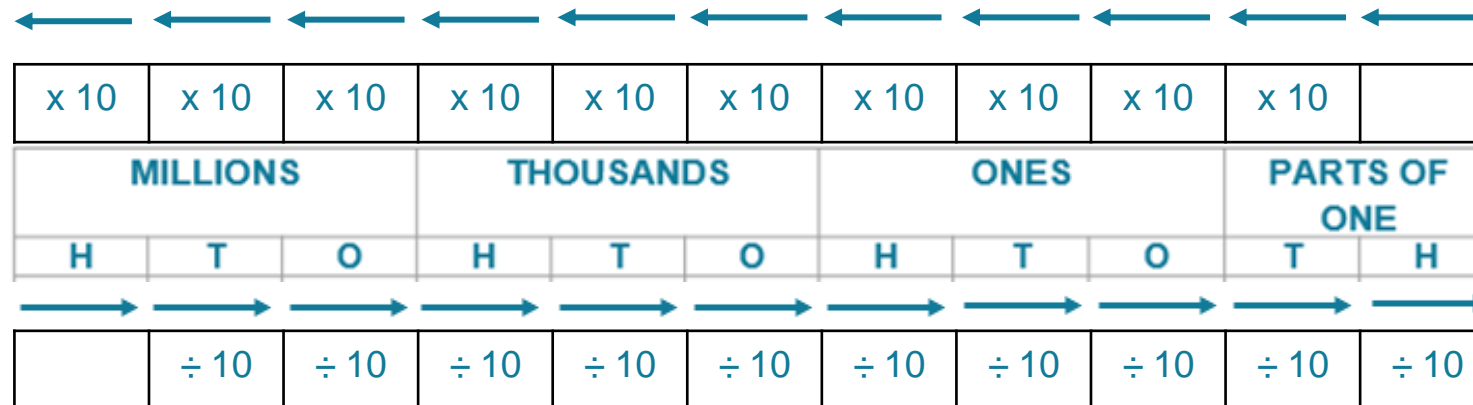 x 10 x 10 x 10 x 10 x 10 x 10 x 10 x 10 x 10 x 10
MILLIONS THOUSANDS ONES PARTS OF
ONE
H T O H T O H T O T H
÷ 10 ÷ 10 ÷ 10 ÷ 10 ÷ 10 ÷ 10 ÷ 10 ÷ 10 ÷ 10 ÷ 10